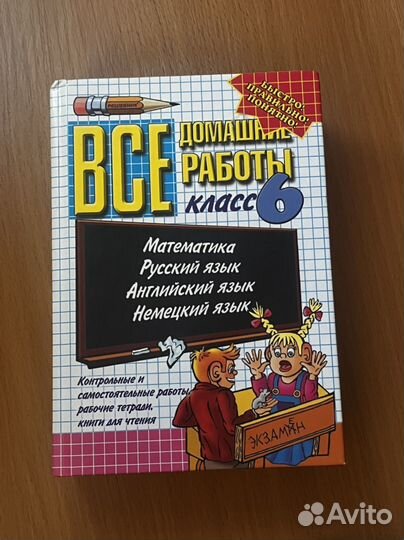 РЕШЕБНИК
БЫСТРО!
ПРАВИЛЬНО!
ПОНЯТНО!
ВСЕ ДОМАШНИЕ
РАБОТЫ
КЛАСС 6
Математика
Русский язык
Английский язык
Немецкий язык
Контрольные и
самостоятельные работы,
рабочие тетради,
книги для чтения
ЭКЗАМЕН
Avito